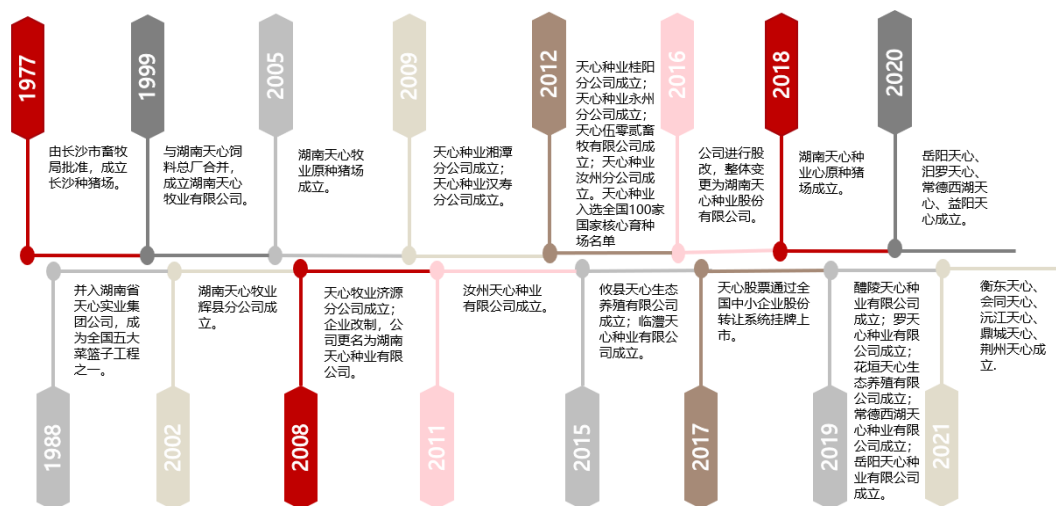 1977
由长沙市畜牧
局批准，成立
长沙种猪场。
1999
与湖南天心饲
料总厂合并，
成立湖南天心
牧业有限公司。
2005
湖南天心牧
业原种猪场
成立。
2009
天心种业湘潭
分公司成立；
天心种业汉寿
分公司成立。
2012
天心种业桂阳
分公司成立；
天心种业永州
分公司成立；
天心伍零贰畜
牧有限公司成
立；天心种业
汝州分公司成
立。天心种业
入选全国100家
国家核心育种
场名单
2016
公司进行股
改，整体变
更为湖南天
心种业股份
有限公司。
2018
湖南天心种
业心原种猪
场成立。
2020
岳阳天心、
汨罗天心、
常德西湖天
心、益阳天
心成立。
并入湖南省
天心实业集
团公司，成
为全国五大
菜篮子工程
之一。
1988
湖南天心牧业
辉县分公司成
立。
2002
天心牧业济源
分公司成立；
企业改制，公
司更名为湖南
天心种业有限
公司。
2008
汝州天心种业
有限公司成立。
2011
攸县天心生态
养殖有限公司
成立；临澧天
心种业有限公
司成立。
2015
天心股票通过全
国中小企业股份
转让系统挂牌上
市。
2017
醴陵天心种
业有限公司
成立；罗天
心种业有限
公司成立；
花垣天心生
态养殖有限
公司成立；
常德西湖天
心种业有限
公司成立；
岳阳天心种
业有限公司
成立。
2019
衡东天心、
会同天心、
沅江天心、
鼎城天心、
荆州天心成
立.
2021